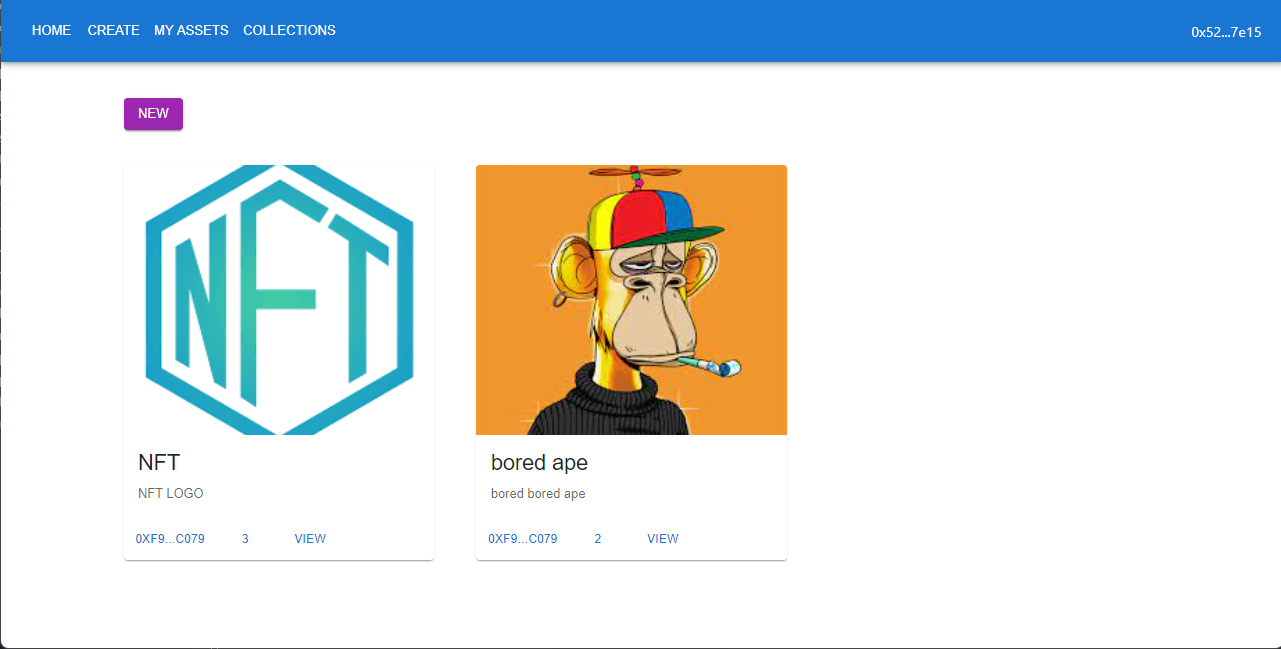 HOME CREATE MY ASSETS COLLECTIONS 0x52...7e15
NEW
NFT
NFT
NFT LOGO
0XF9...C079 3 VIEW
bored ape
bored bored ape
0XF9...C079 2 VIEW